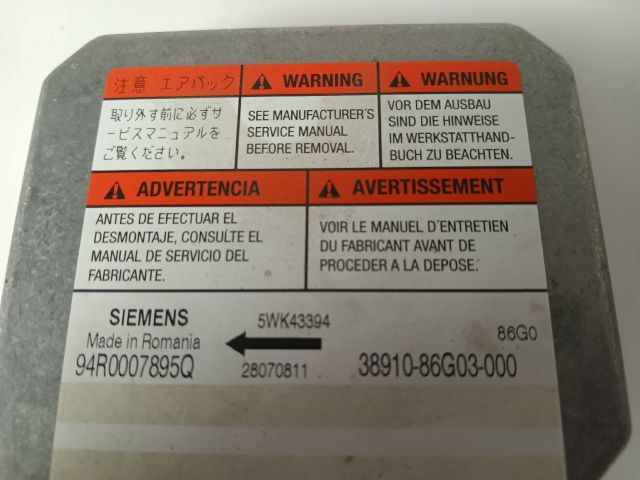 注意 エアバック
取り外す前に必ずサ
ービスマニュアルを
ご覧ください。
WARNING
SEE MANUFACTURER'S
SERVICE MANUAL
BEFORE REMOVAL.
WARNUNG
VOR DEM AUSBAU
SIND DIE HINWEISE
IM WERKSTATTHAND-
BUCH ZU BEACHTEN.
ADVERTENCIA
ANTES DE EFECTUAR EL
DESMONTAJE, CONSULTE EL
MANUAL DE SERVICIO DEL
FABRICANTE.
AVERTISSEMENT
VOIR LE MANUEL D'ENTRETIEN
DU FABRICANT AVANT DE
PROCEDER A LA DEPOSE.
SIEMENS
Made in Romania
94R0007895Q
5WK43394
28070811
86G0
38910-86G03-000